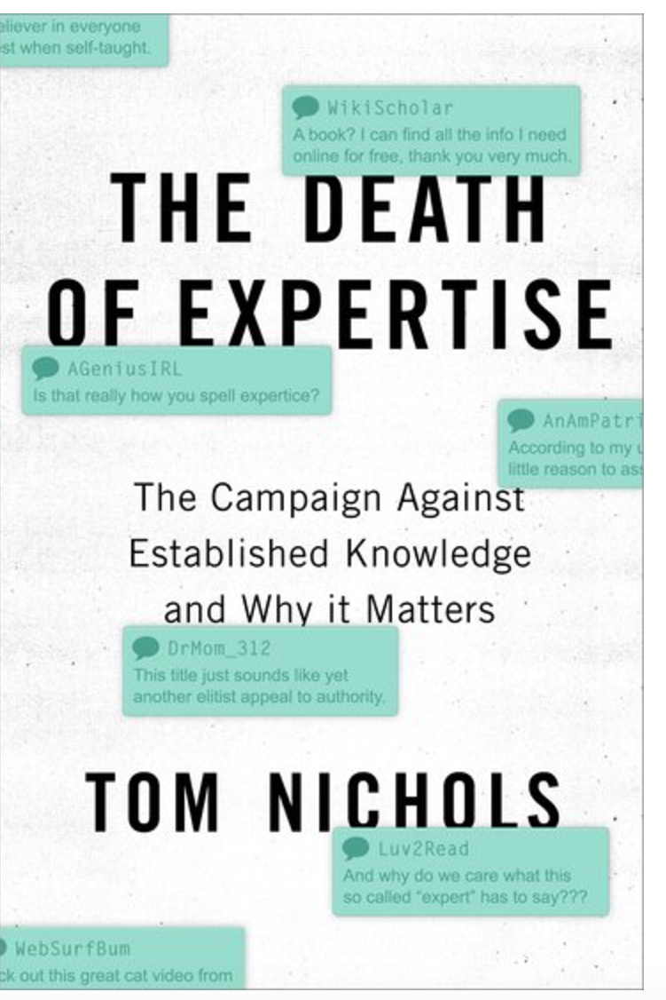 eliever in everyone
st when self-taught.
WikiScholar
A book? I can find all the info I need
online for free, thank you very much.
THE DEATH
OF EXPERTISE
AGeniusIRL
Is that really how you spell expertice?
AnAmPatri
According to my u
little reason to ass
The Campaign Against
Established Knowledge
and Why it Matters
DrMom_312
This title just sounds like yet
another elitist appeal to authority.
TOM NICHOLS
Luv2Read
And why do we care what this
so called “expert” has to say???
WebSurfBum
ck out this great cat video from